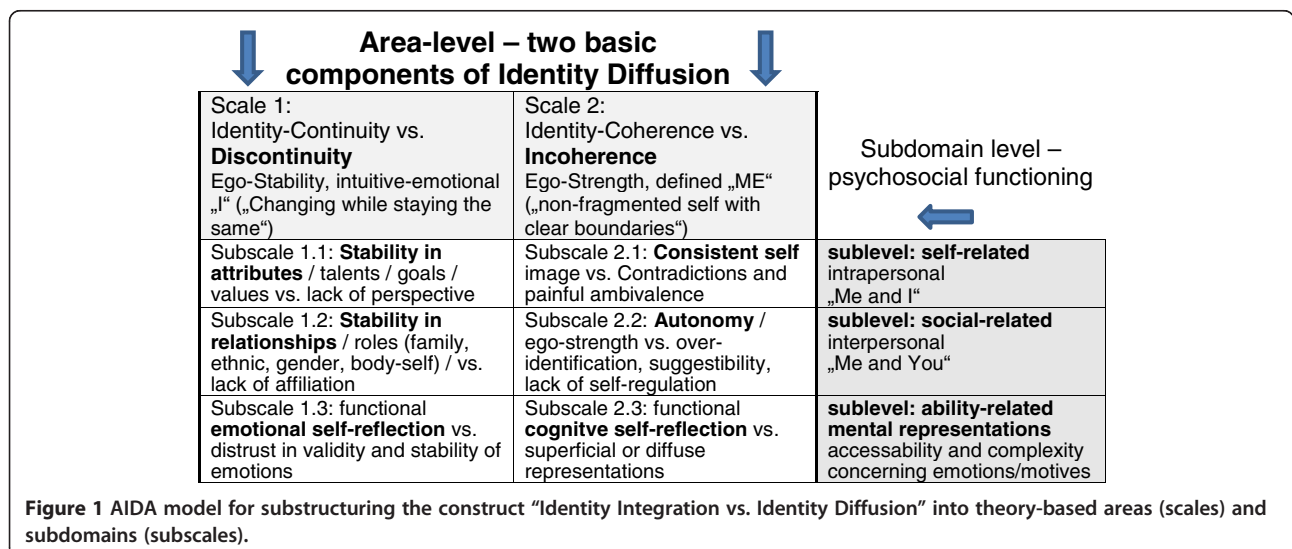 Area-level – two basic
components of Identity Diffusion
Scale 1:
Identity-Continuity vs.
Discontinuity
Ego-Stability, intuitive-emotional
„I“ („Changing while staying the
same“)
Scale 2:
Identity-Coherence vs.
Incoherence
Ego-Strength, defined „ME“
(„non-fragmented self with
clear boundaries“)
Subdomain level –
psychosocial functioning
Subscale 1.1: Stability in
attributes / talents / goals /
values vs. lack of perspective
Subscale 2.1: Consistent self
image vs. Contradictions and
painful ambivalence
sublevel: self-related
intrapersonal
„Me and I“
Subscale 1.2: Stability in
relationships / roles (family,
ethnic, gender, body-self) / vs.
lack of affiliation
Subscale 2.2: Autonomy /
ego-strength vs. over-
identification, suggestibility,
lack of self-regulation
sublevel: social-related
interpersonal
„Me and You“
Subscale 1.3: functional
emotional self-reflection vs.
distrust in validity and stability of
emotions
Subscale 2.3: functional
cognitve self-reflection vs.
superficial or diffuse
representations
sublevel: ability-related
mental representations
accessability and complexity
concerning emotions/motives
Figure 1 AIDA model for substructuring the construct “Identity Integration vs. Identity Diffusion” into theory-based areas (scales) and
subdomains (subscales).